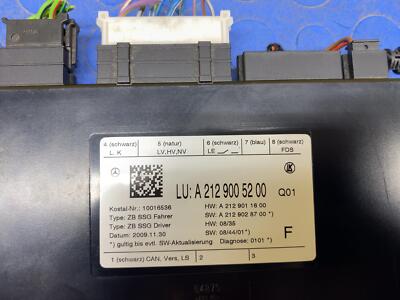 4 (schwarz) 5 (natur) 6 (schwarz) 7 (blau) 8 (schwarz)
L. K LV,HV,NV LE FDS
LU: A 212 900 52 00 Q01
Kostal-Nr.: 10016536 HW: A 212 901 16 00
Type: ZB SSG Fahrer SW: A 212 902 87 00 *)
Type: ZB SSG Driver HW: 08/35
Date: 2009.11.30 SW: 08/44/01 *) F
*) gultig bis evtl. SW-Aktualisierung Diagnose: 0101 *)
1 (schwarz) CAN, Vers, LS 2 3